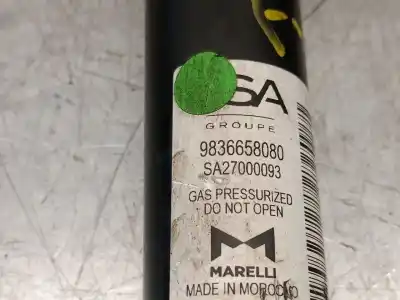 SA
GROUPE
9836658080
SA27000093
GAS PRESSURIZED
DO NOT OPEN
MARELLI
MADE IN MOROCCO